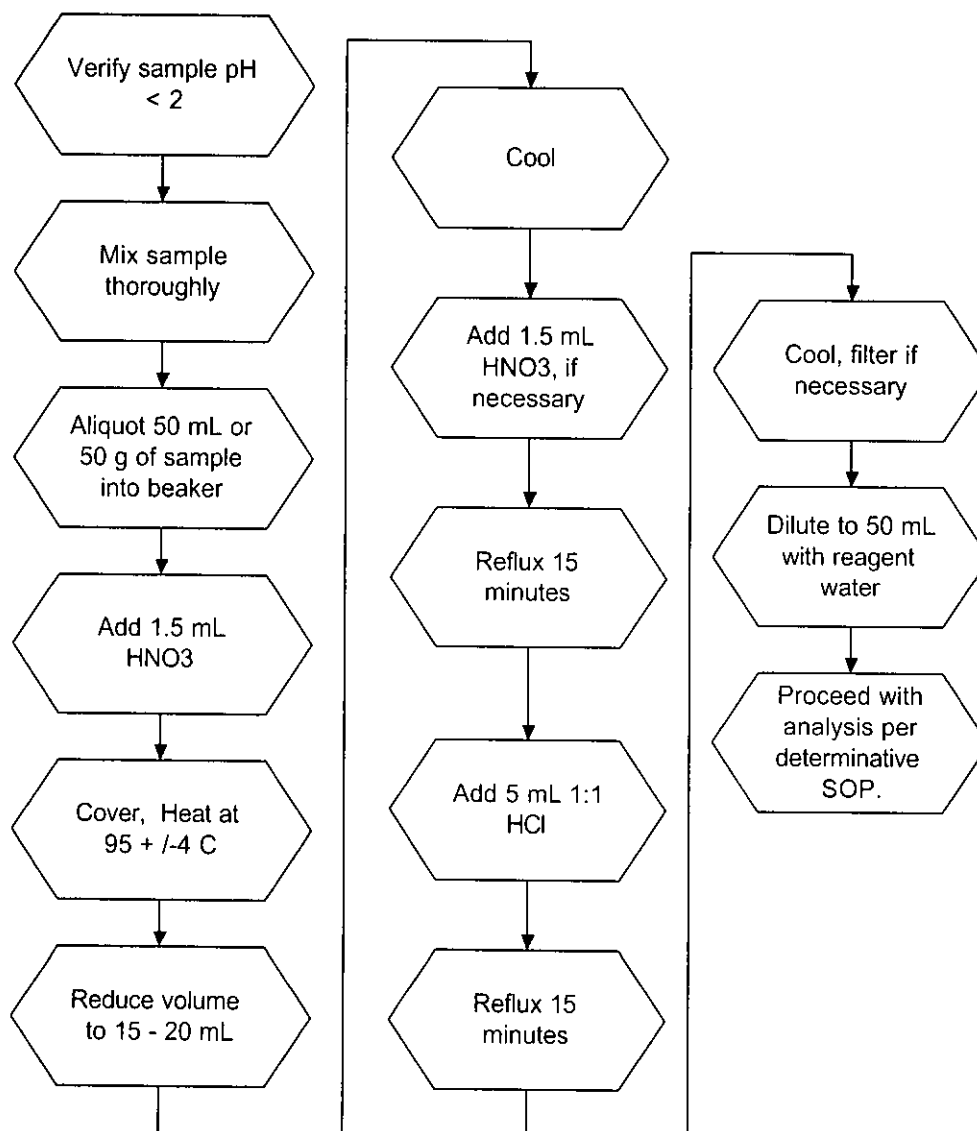 Verify sample pH
< 2
Mix sample
thoroughly
Aliquot 50 mL or
50 g of sample
into beaker
Add 1.5 mL
HNO3
Cover, Heat at
95 + /-4 C
Reduce volume
to 15 - 20 mL
Cool
Add 1.5 mL
HNO3, if
necessary
Reflux 15
minutes
Add 5 mL 1:1
HCl
Reflux 15
minutes
Cool, filter if
necessary
Dilute to 50 mL
with reagent
water
Proceed with
analysis per
determinative
SOP.